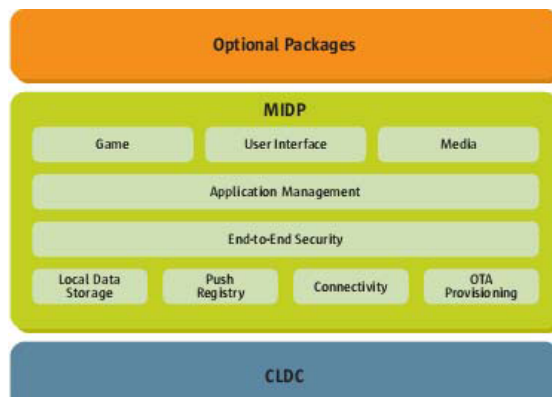 Optional Packages
MIDP
Game
User Interface
Media
Application Management
End-to-End Security
Local Data
Storage
Push
Registry
Connectivity
OTA
Provisioning
CLDC